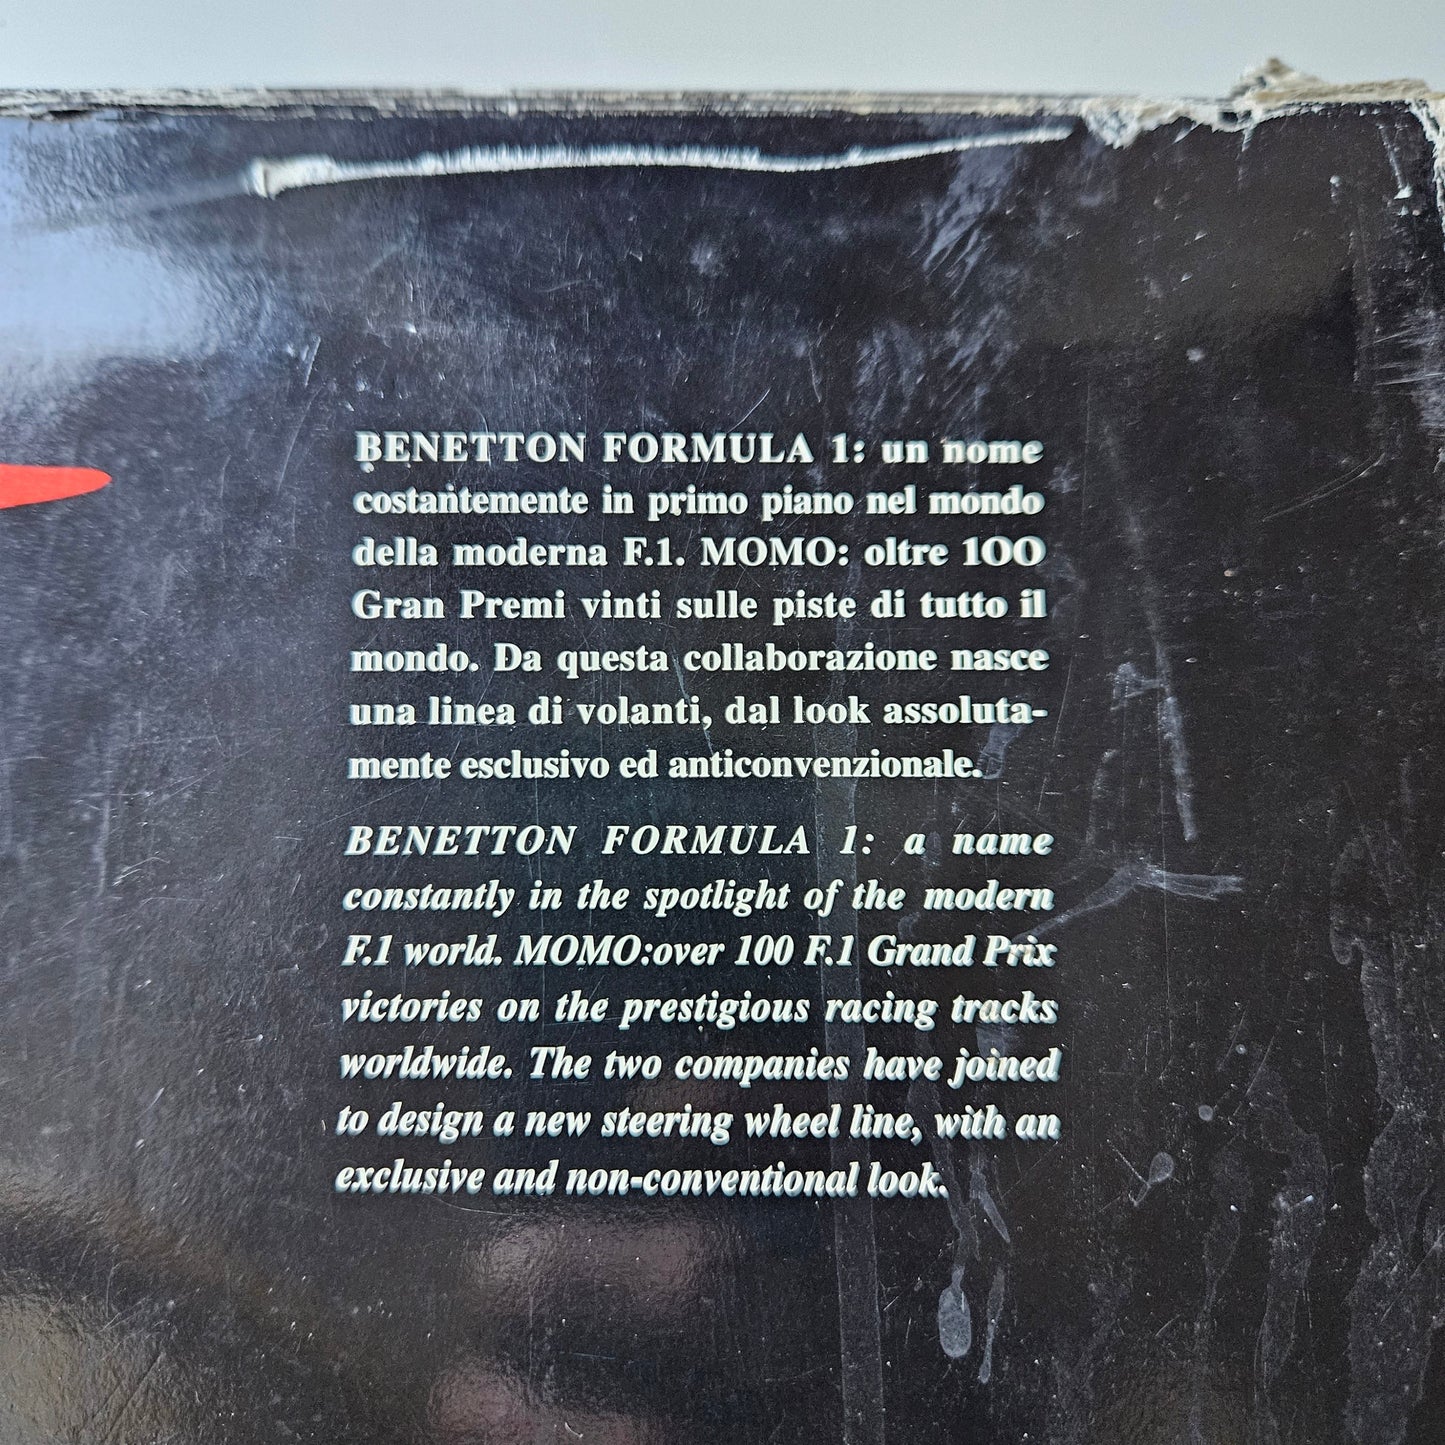 BENETTON FORMULA 1: un nome
costantemente in primo piano nel mondo
della moderna F.1. MOMO: oltre 100
Gran Premi vinti sulle piste di tutto il
mondo. Da questa collaborazione nasce
una linea di volanti, dal look assoluta-
mente esclusivo ed anticonvenzionale.
BENETTON FORMULA 1: a name
constantly in the spotlight of the modern
F.1 world. MOMO:over 100 F.1 Grand Prix
victories on the prestigious racing tracks
worldwide. The two companies have joined
to design a new steering wheel line, with an
exclusive and non-conventional look.